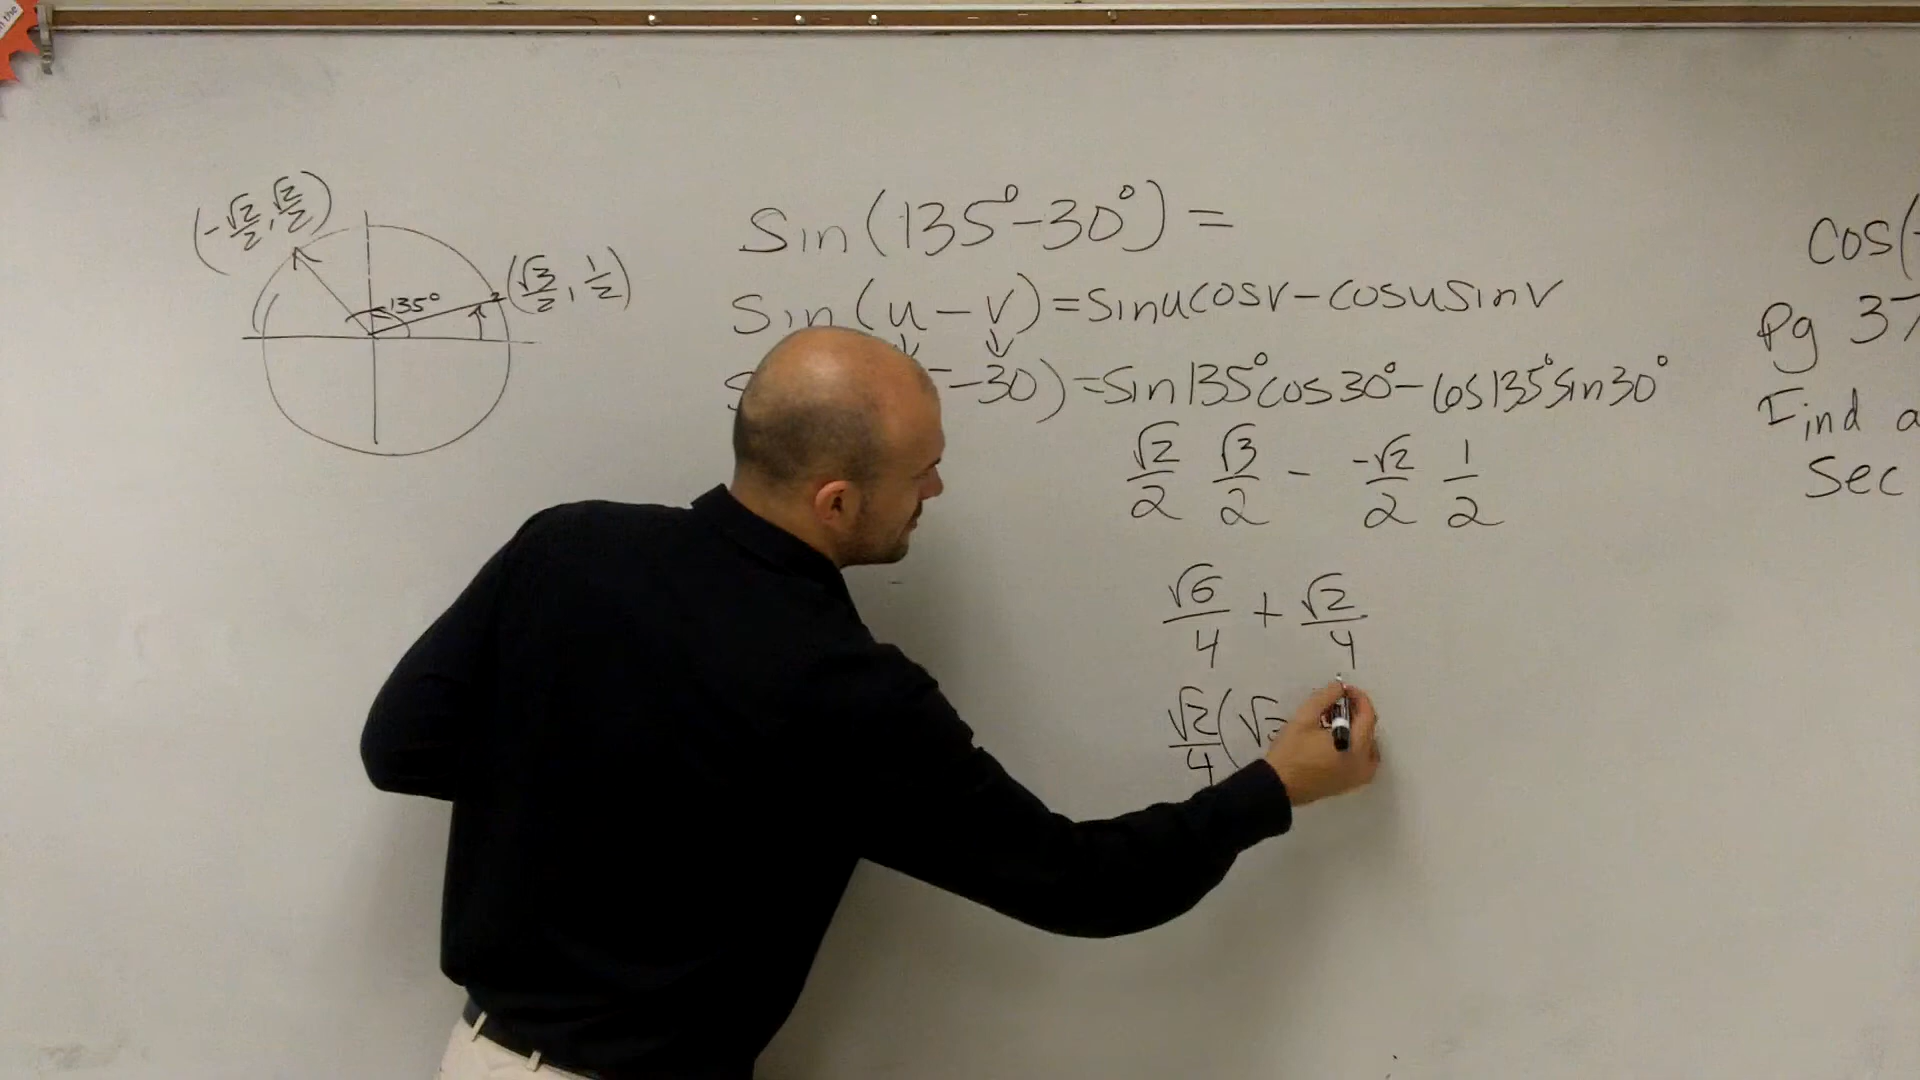 n the
(-√2/2, √2/2)
135°
(√3/2, 1/2)
Sin(135°-30°)=
Sin(u-v)=sinucosv-cosusinv
S -30)=sin135°cos30°-cos135°sin30°
√2/2 √3/2 - -√2/2 1/2
√6/4 + √2/4
√2/4(√3
cos(
Pg 37
Find a
Sec